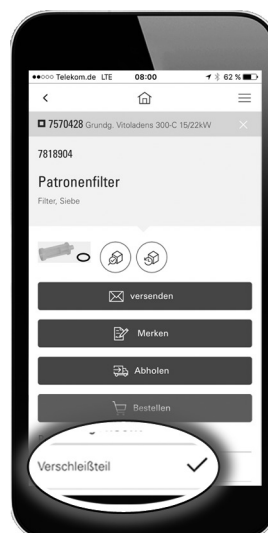 Telekom.de LTE 08:00 62 %
7570428 Grundg. Vitoladens 300-C 15/22kW
7818904
Patronenfilter
Filter, Siebe
versenden
Merken
Abholen
Bestellen
Verschleißteil